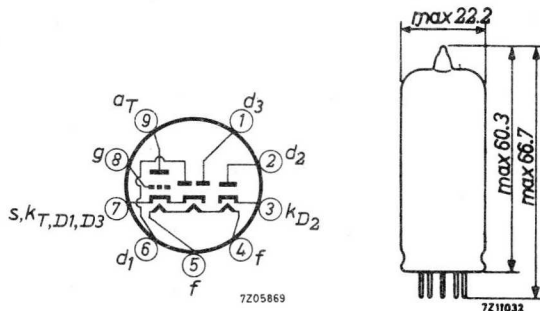 max 22.2
aT
d3
9
1
g
8
2
d2
s, kT, D1, D3
7
3
kD2
d1
6
5
4
f
f
7Z05869
max 60.3
max 66.7
7Z11032